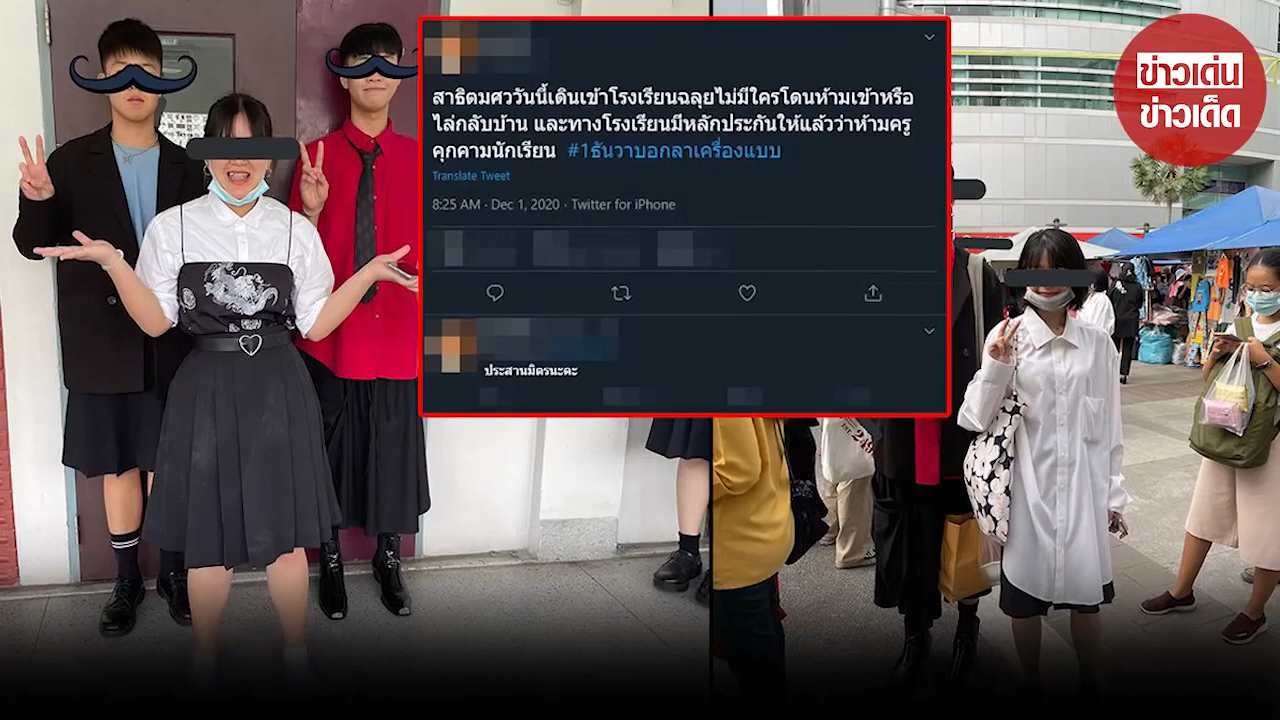 สาธิตมศววันนี้เดินเข้าโรงเรียนฉลุยไม่มีใครโดนห้ามเข้าหรือ
ไล่กลับบ้าน และทางโรงเรียนมีหลักประกันให้แล้วว่าห้ามครู
คุกคามนักเรียน #1ธันวาบอกลาเครื่องแบบ
Translate Tweet
8:25 AM · Dec 1, 2020 · Twitter for iPhone
ประสานมิตรนะคะ
ข่าวเด่น
ข่าวเด็ด